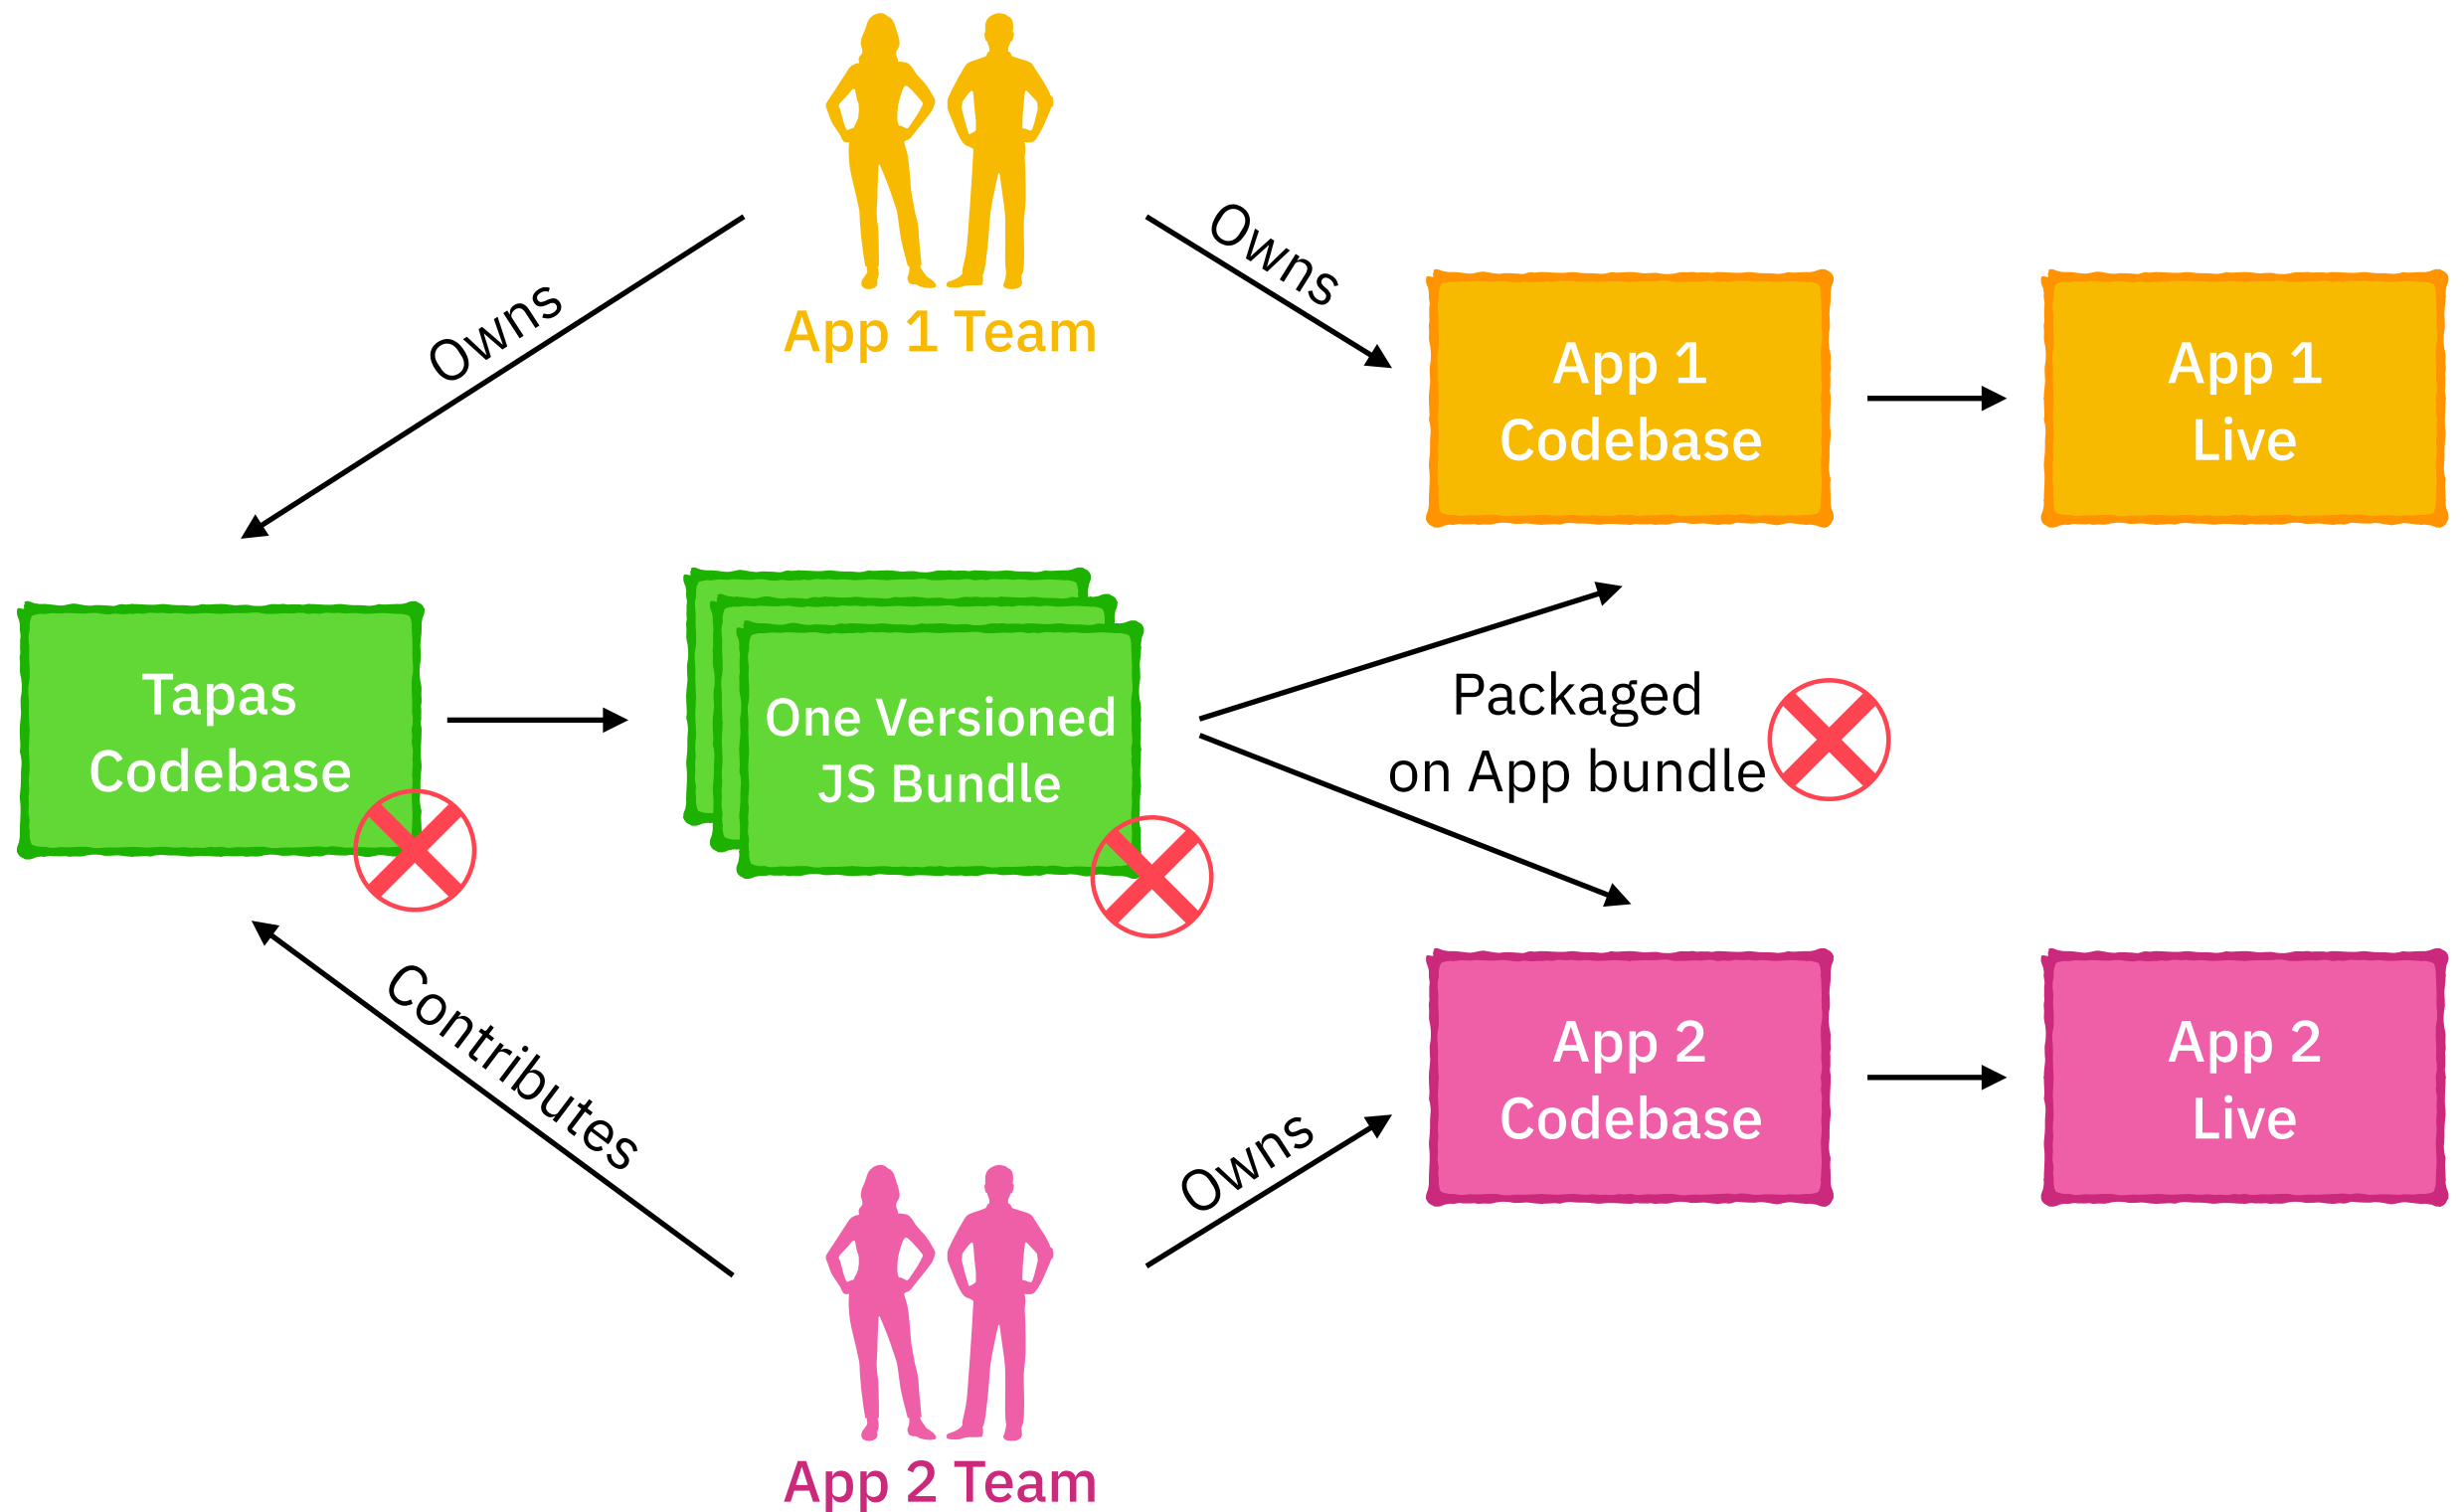 App 1 Team
Owns
Owns
App 1
Codebase
App 1
Live
Tapas
Codebase
One Versioned
JS Bundle
Packaged
on App bundled
Contributes
Owns
App 2
Codebase
App 2
Live
App 2 Team